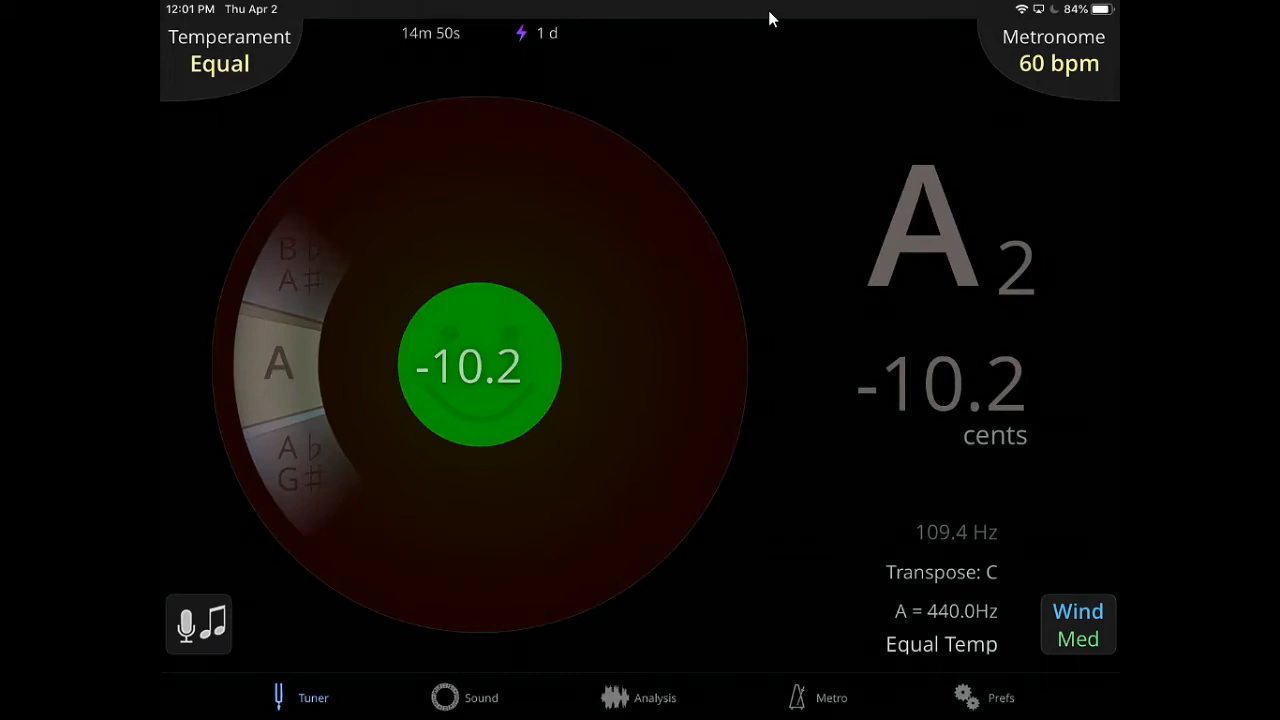 12:01 PM Thu Apr 2
84%
Temperament
Equal
14m 50s
1 d
Metronome
60 bpm
B♭
A♯
A
A♭
G♯
-10.2
A2
-10.2
cents
109.4 Hz
Transpose: C
A = 440.0Hz
Equal Temp
Wind
Med
Tuner
Sound
Analysis
Metro
Prefs